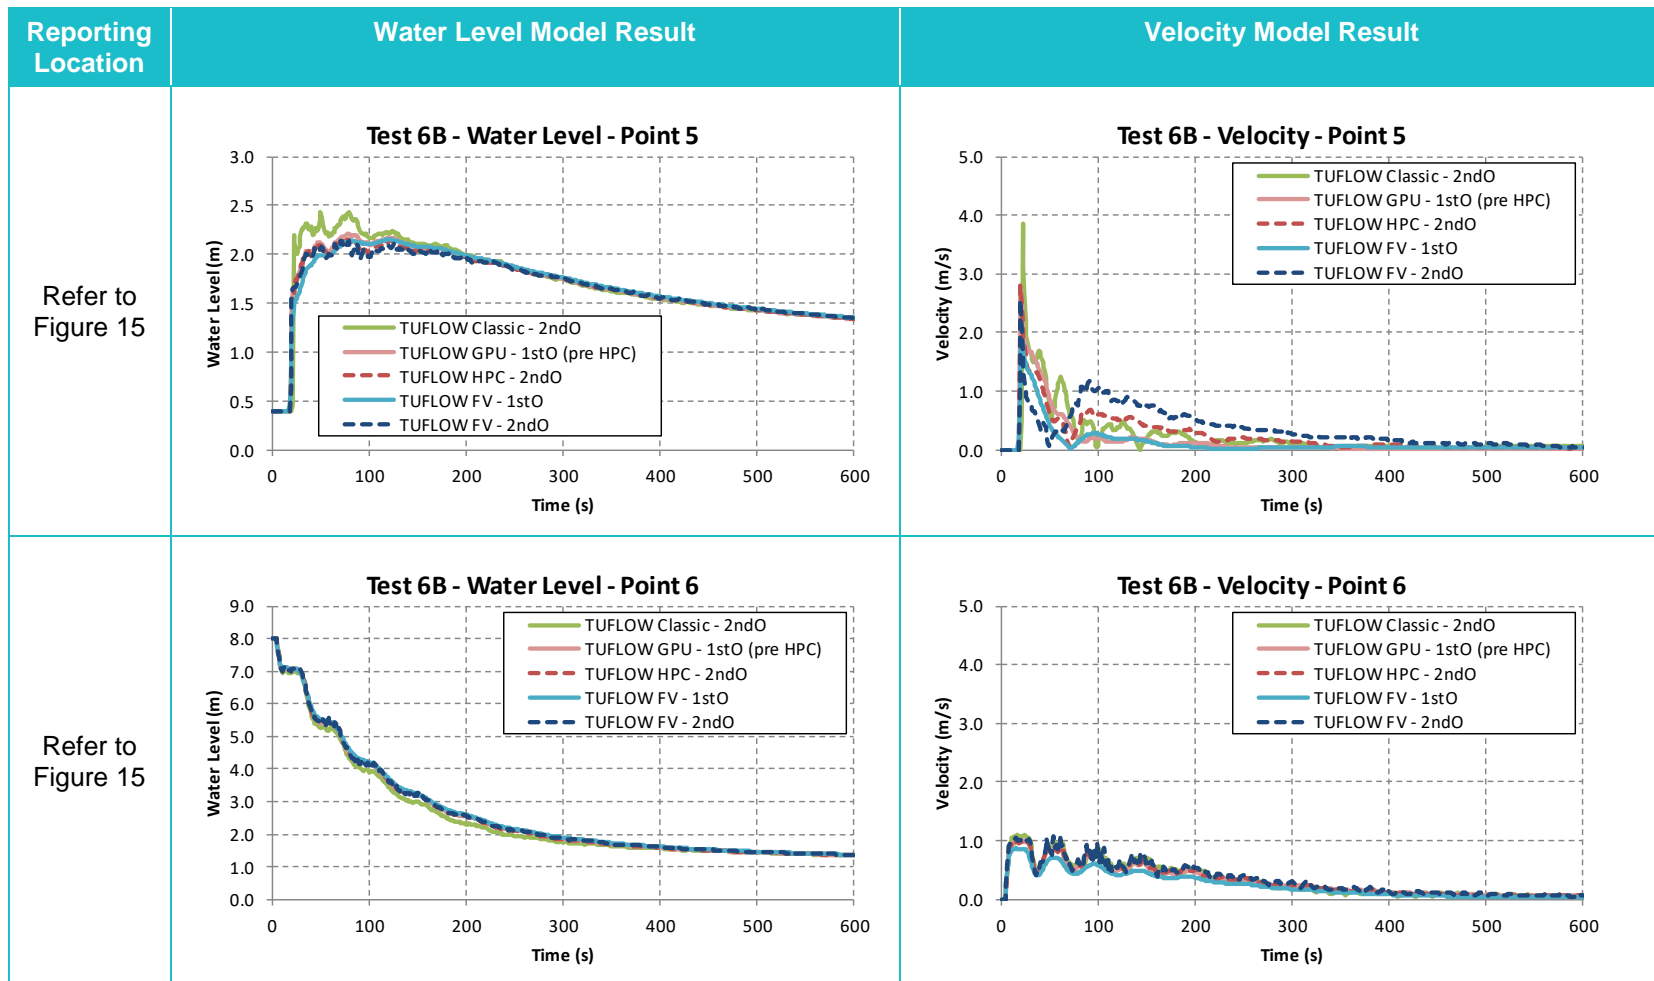 Reporting Location
Water Level Model Result
Velocity Model Result
Refer to Figure 15
Test 6B - Water Level - Point 5
3.0
2.5
2.0
1.5
1.0
0.5
0.0
Water Level (m)
TUFLOW Classic - 2ndO
TUFLOW GPU - 1stO (pre HPC)
TUFLOW HPC - 2ndO
TUFLOW FV - 1stO
TUFLOW FV - 2ndO
0 100 200 300 400 500 600
Time (s)
Test 6B - Velocity - Point 5
5.0
4.0
3.0
2.0
1.0
0.0
Velocity (m/s)
TUFLOW Classic - 2ndO
TUFLOW GPU - 1stO (pre HPC)
TUFLOW HPC - 2ndO
TUFLOW FV - 1stO
TUFLOW FV - 2ndO
0 100 200 300 400 500 600
Time (s)
Refer to Figure 15
Test 6B - Water Level - Point 6
9.0
8.0
7.0
6.0
5.0
4.0
3.0
2.0
1.0
0.0
Water Level (m)
TUFLOW Classic - 2ndO
TUFLOW GPU - 1stO (pre HPC)
TUFLOW HPC - 2ndO
TUFLOW FV - 1stO
TUFLOW FV - 2ndO
0 100 200 300 400 500 600
Time (s)
Test 6B - Velocity - Point 6
5.0
4.0
3.0
2.0
1.0
0.0
Velocity (m/s)
TUFLOW Classic - 2ndO
TUFLOW GPU - 1stO (pre HPC)
TUFLOW HPC - 2ndO
TUFLOW FV - 1stO
TUFLOW FV - 2ndO
0 100 200 300 400 500 600
Time (s)